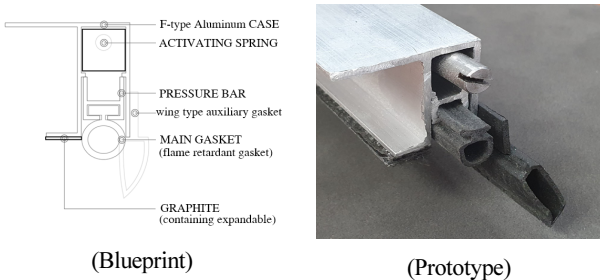 F-type Aluminum CASE
ACTIVATING SPRING
PRESSURE BAR
wing type auxiliary gasket
MAIN GASKET
(flame retardant gasket)
GRAPHITE
(containing expandable)
(Blueprint)
(Prototype)